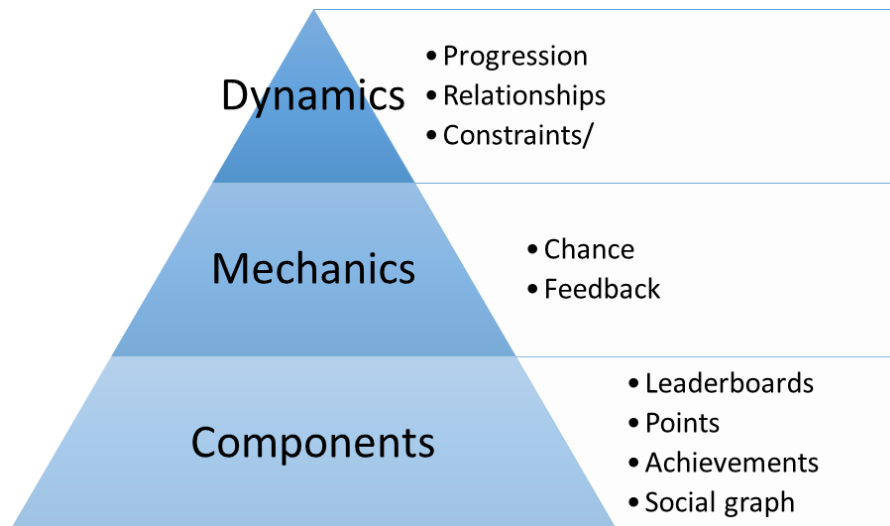 Dynamics
• Progression
• Relationships
• Constraints/
Mechanics
• Chance
• Feedback
Components
• Leaderboards
• Points
• Achievements
• Social graph